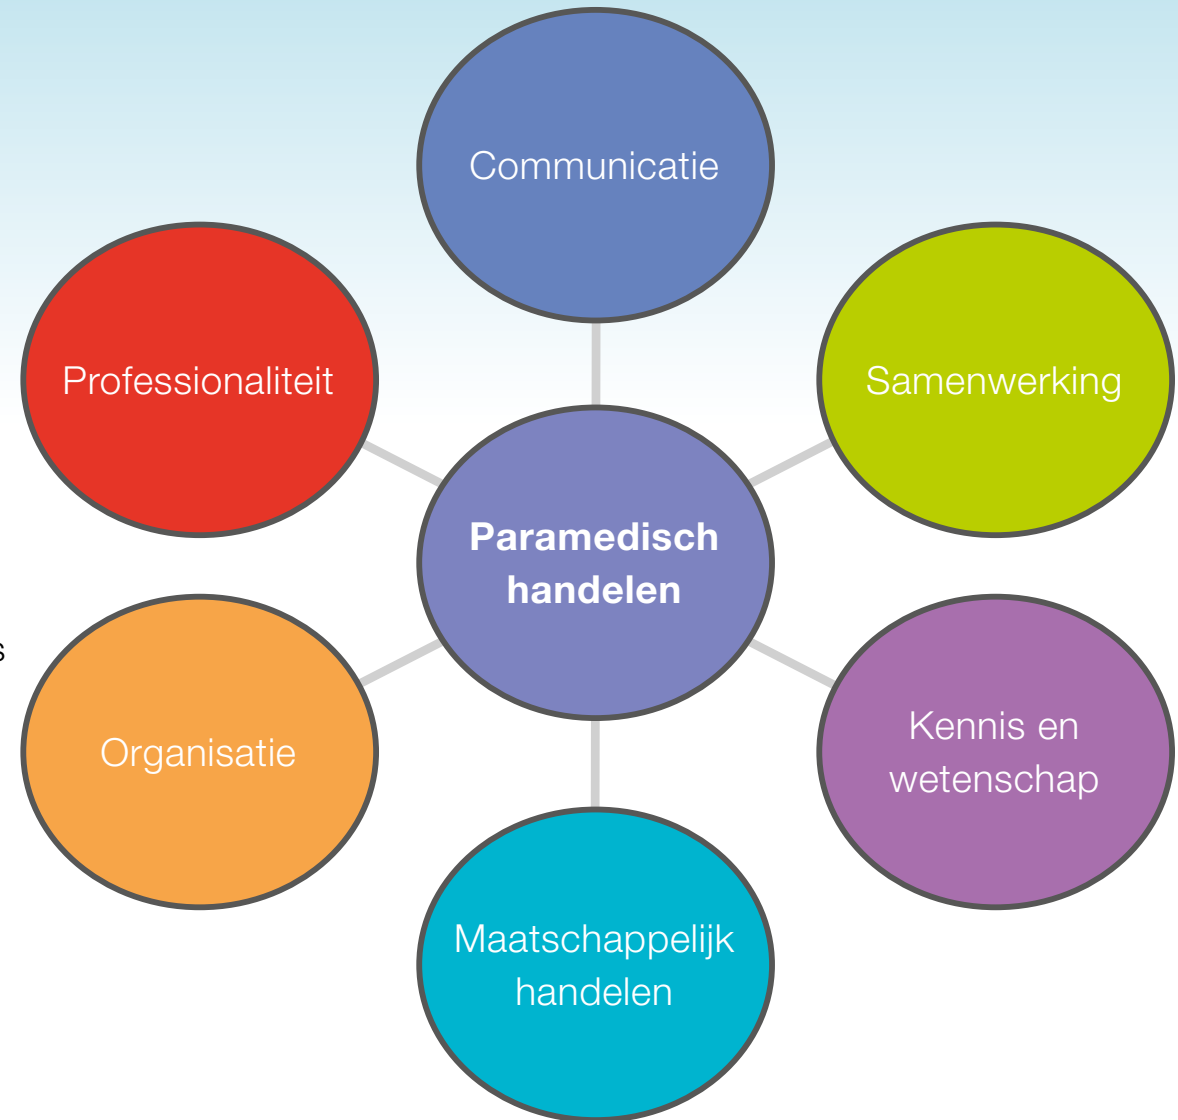 Communicatie
Professionaliteit
Samenwerking
Paramedisch
handelen
s
Organisatie
Kennis en
wetenschap
Maatschappelijk
handelen